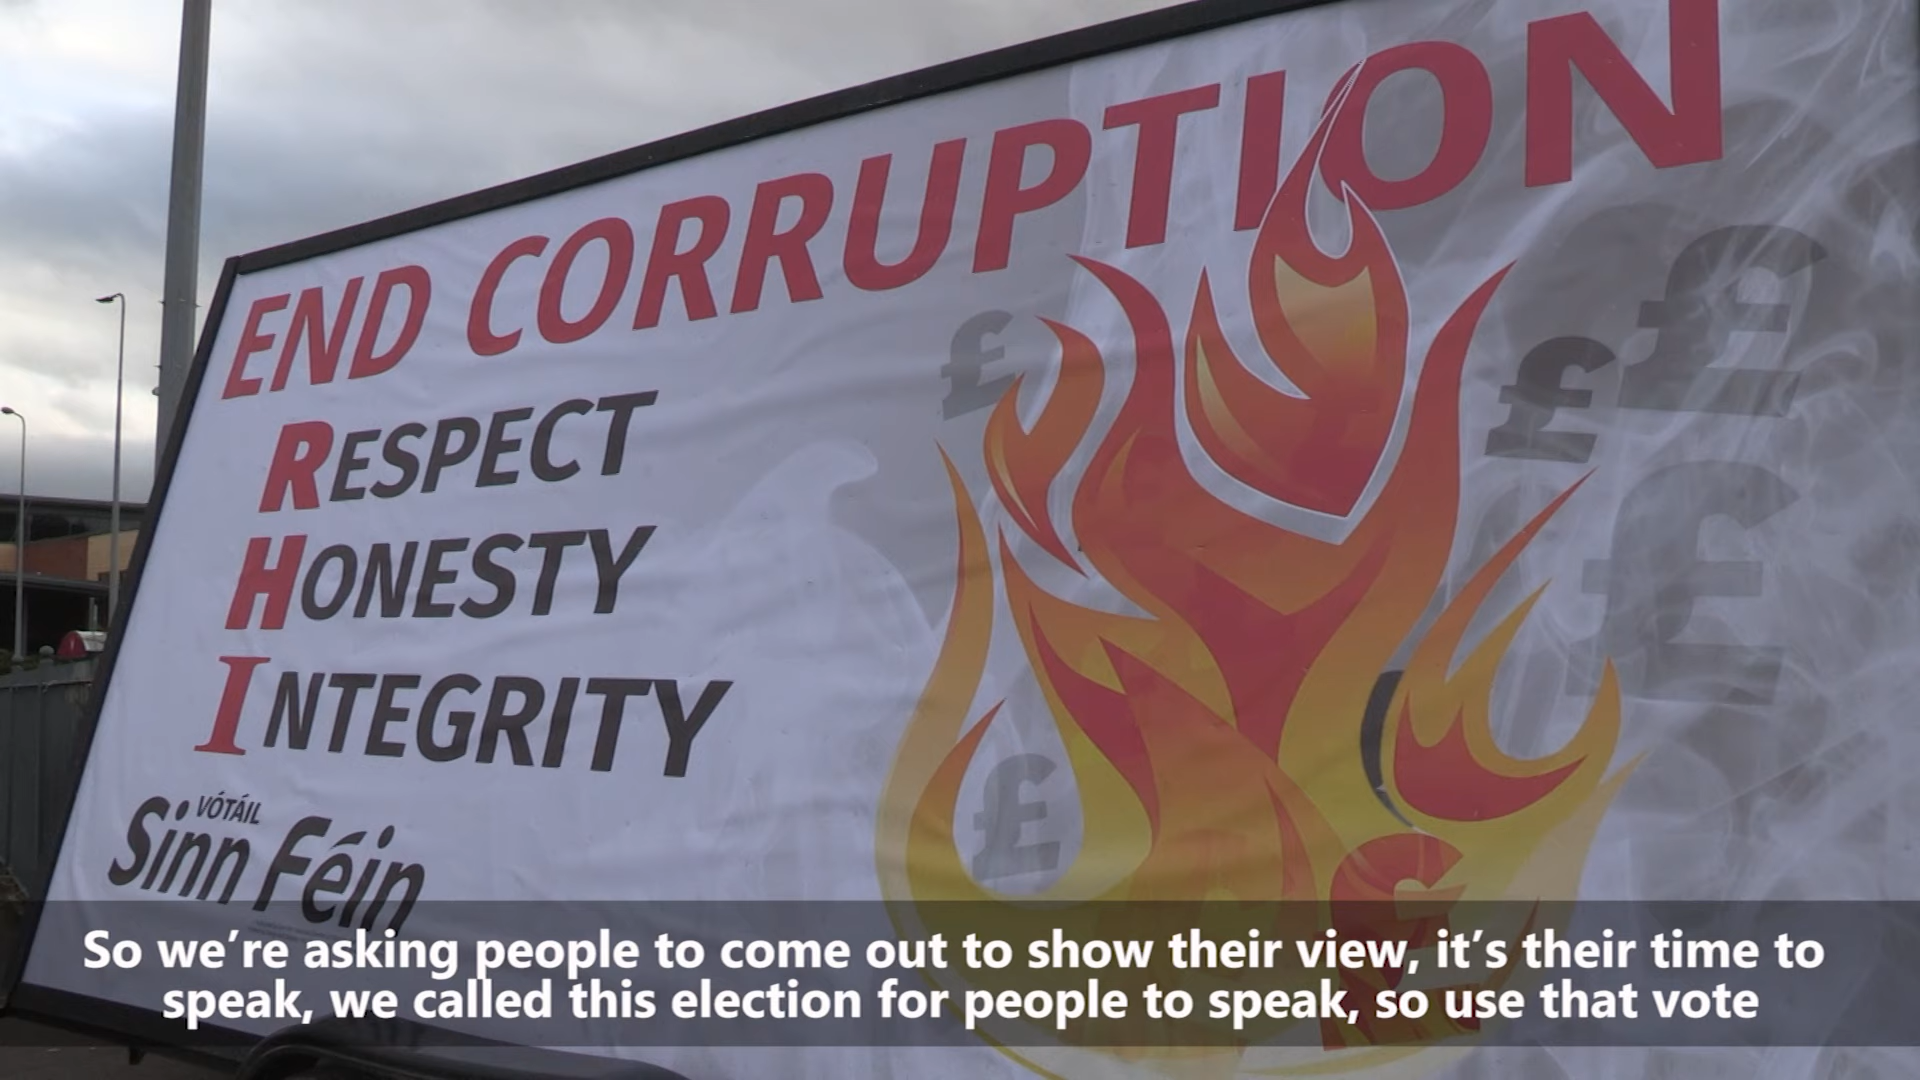 END CORRUPTION
RESPECT
HONESTY
INTEGRITY
VÓTÁIL
Sinn Féin
£
£
£
£
£
£
So we're asking people to come out to show their view, it's their time to
speak, we called this election for people to speak, so use that vote